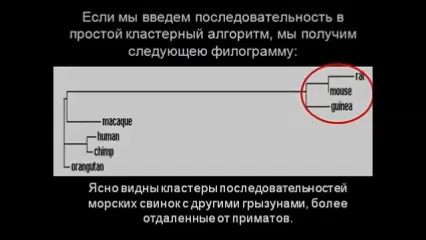 Если мы введем последовательность в
простой кластерный алгоритм, мы получим
следующею филограмму:
rat
mouse
guinea
macaque
human
chimp
orangutan
Ясно видны кластеры последовательностей
морских свинок с другими грызунами, более
отдаленные от приматов.